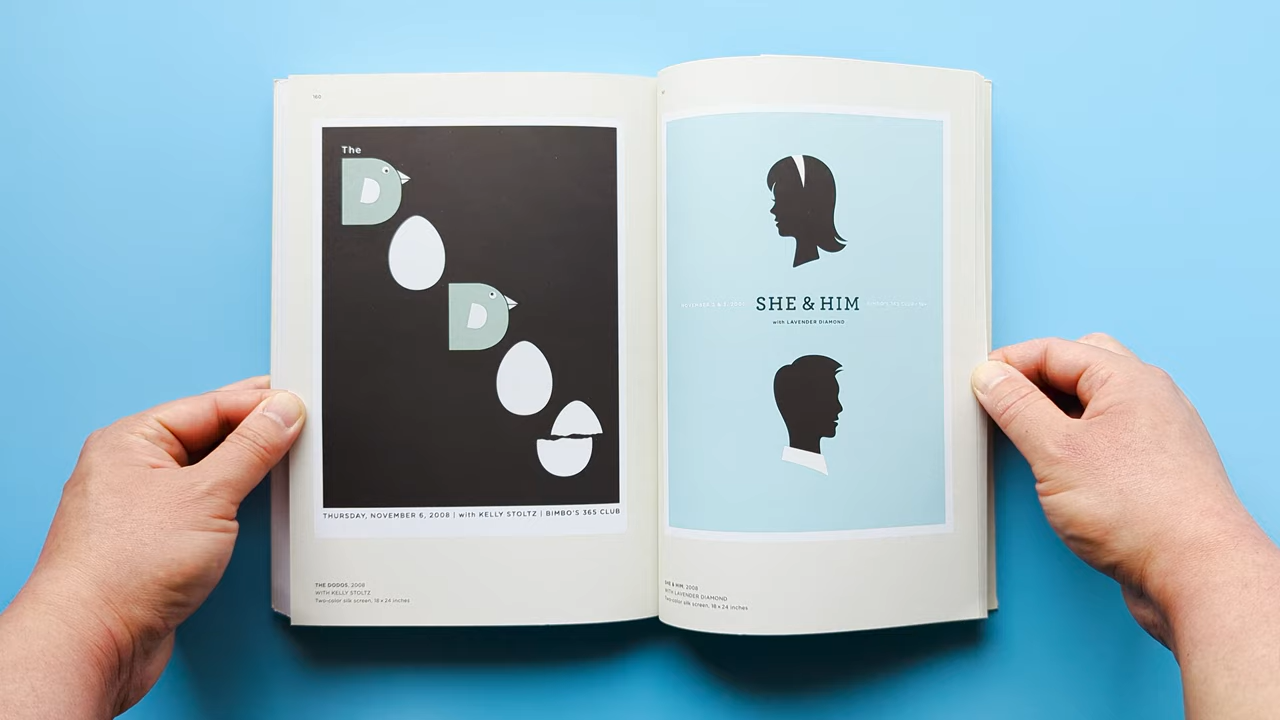 160
The
D
D
THURSDAY, NOVEMBER 6, 2008 | with KELLY STOLTZ | BIMBO'S 365 CLUB
THE DODOS, 2008
WITH KELLY STOLTZ
Two-color silk screen, 18 x 24 inches
SHE & HIM
with LAVENDER DIAMOND
SHE & HIM, 2008
WITH LAVENDER DIAMOND
Two-color silk screen, 18 x 24 inches